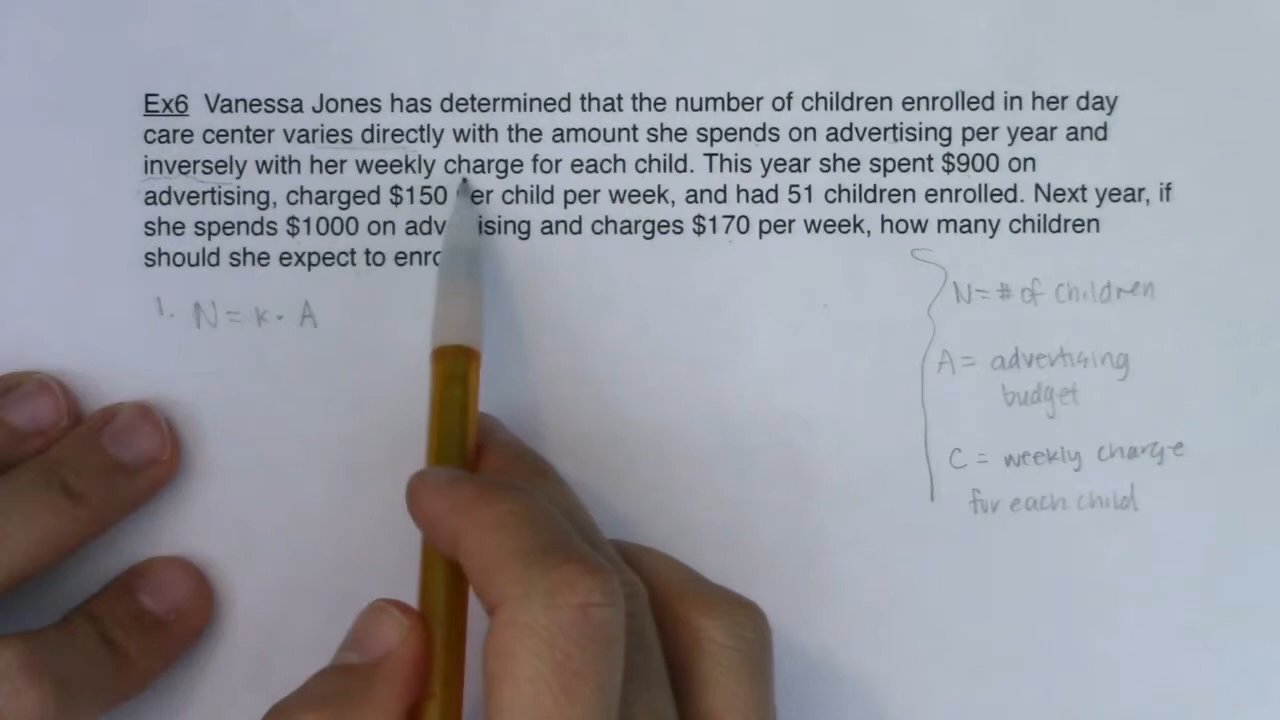 Ex6 Vanessa Jones has determined that the number of children enrolled in her day
care center varies directly with the amount she spends on advertising per year and
inversely with her weekly charge for each child. This year she spent $900 on
advertising, charged $150 per child per week, and had 51 children enrolled. Next year, if
she spends $1000 on advertising and charges $170 per week, how many children
should she expect to
1. N = k · A
N = # of children
A = advertising
budget
C = weekly charge
for each child